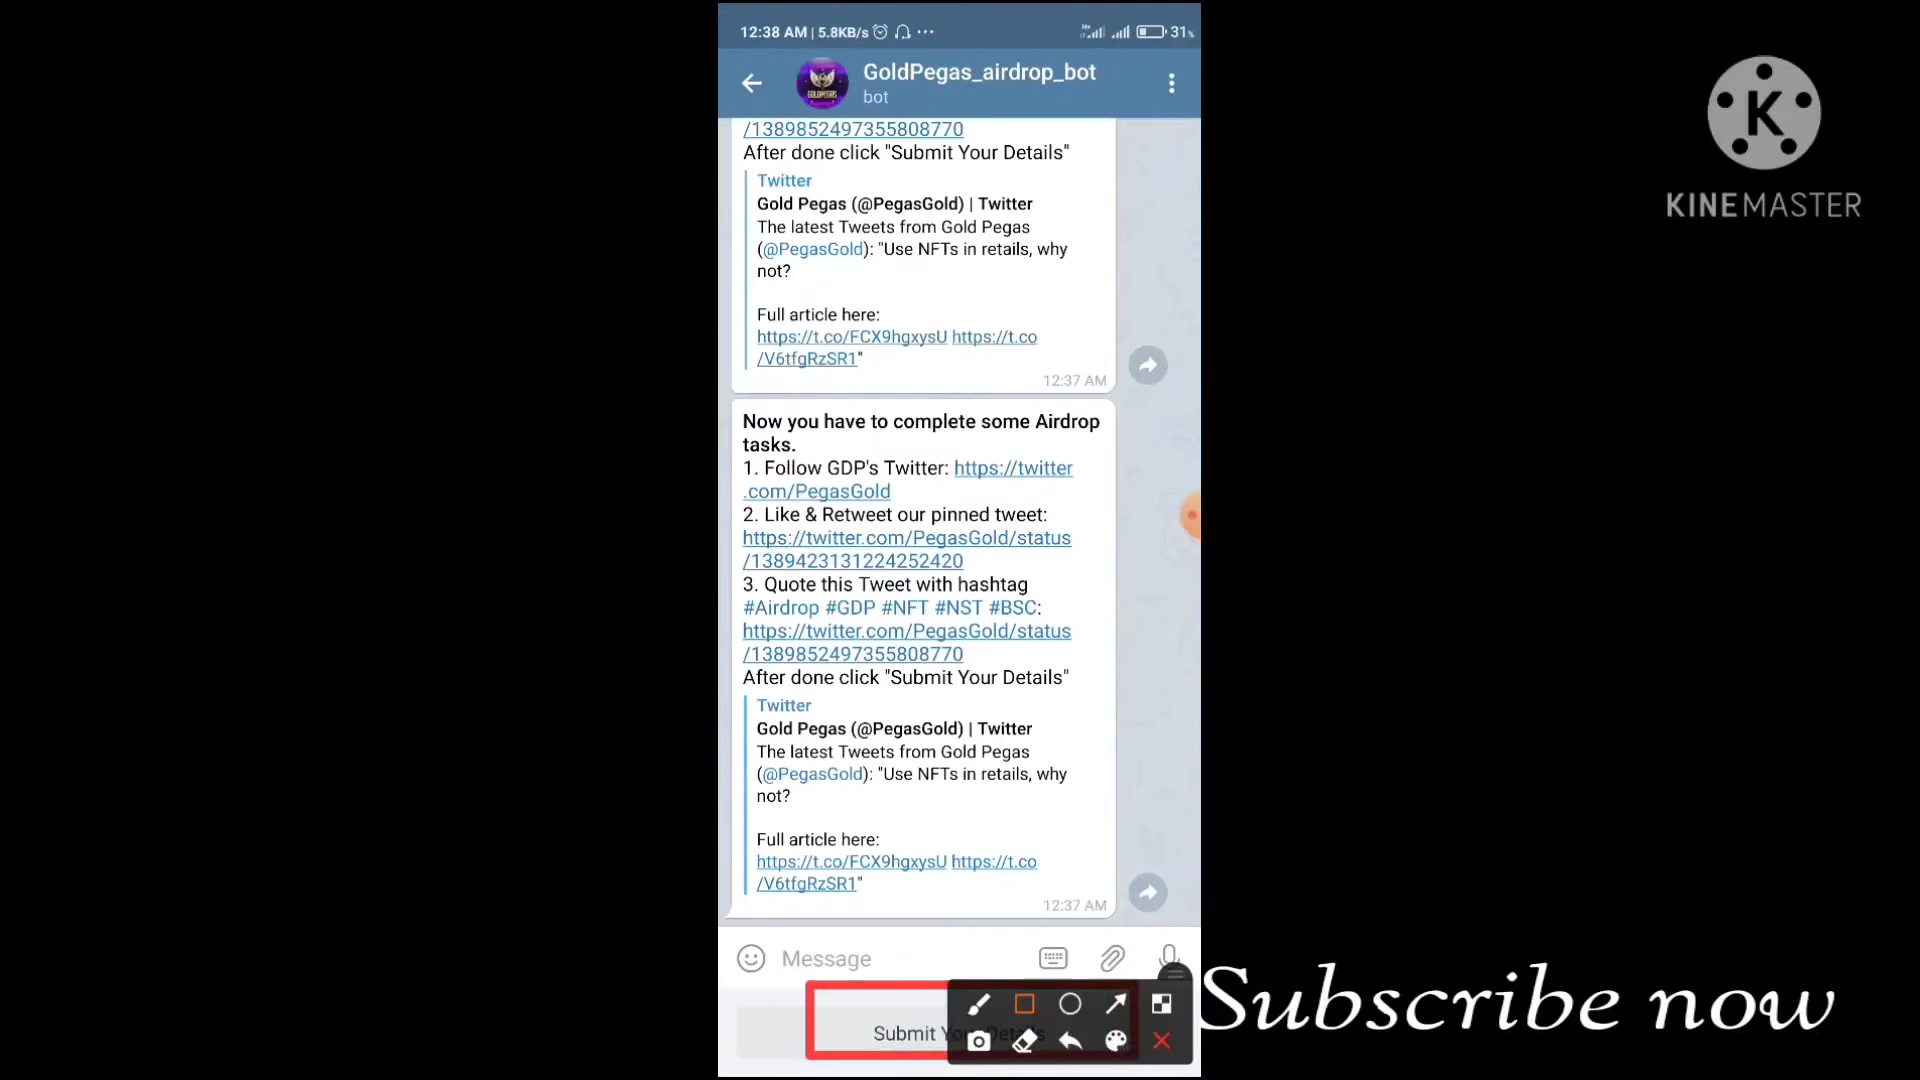 12:38 AM | 5.8KB/s
31%
GoldPegas_airdrop_bot
bot
KINEMASTER
/1389852497355808770
After done click "Submit Your Details"
Twitter
Gold Pegas (@PegasGold) | Twitter
The latest Tweets from Gold Pegas
(@PegasGold): "Use NFTs in retails, why
not?
Full article here:
https://t.co/FCX9hgxysU https://t.co
/V6tfgRzSR1"
12:37 AM
Now you have to complete some Airdrop
tasks.
1. Follow GDP's Twitter: https://twitter
.com/PegasGold
2. Like & Retweet our pinned tweet:
https://twitter.com/PegasGold/status
/1389423131224252420
3. Quote this Tweet with hashtag
#Airdrop #GDP #NFT #NST #BSC:
https://twitter.com/PegasGold/status
/1389852497355808770
After done click "Submit Your Details"
Twitter
Gold Pegas (@PegasGold) | Twitter
The latest Tweets from Gold Pegas
(@PegasGold): "Use NFTs in retails, why
not?
Full article here:
https://t.co/FCX9hgxysU https://t.co
/V6tfgRzSR1"
12:37 AM
Message
Submit Your Details
Subscribe now